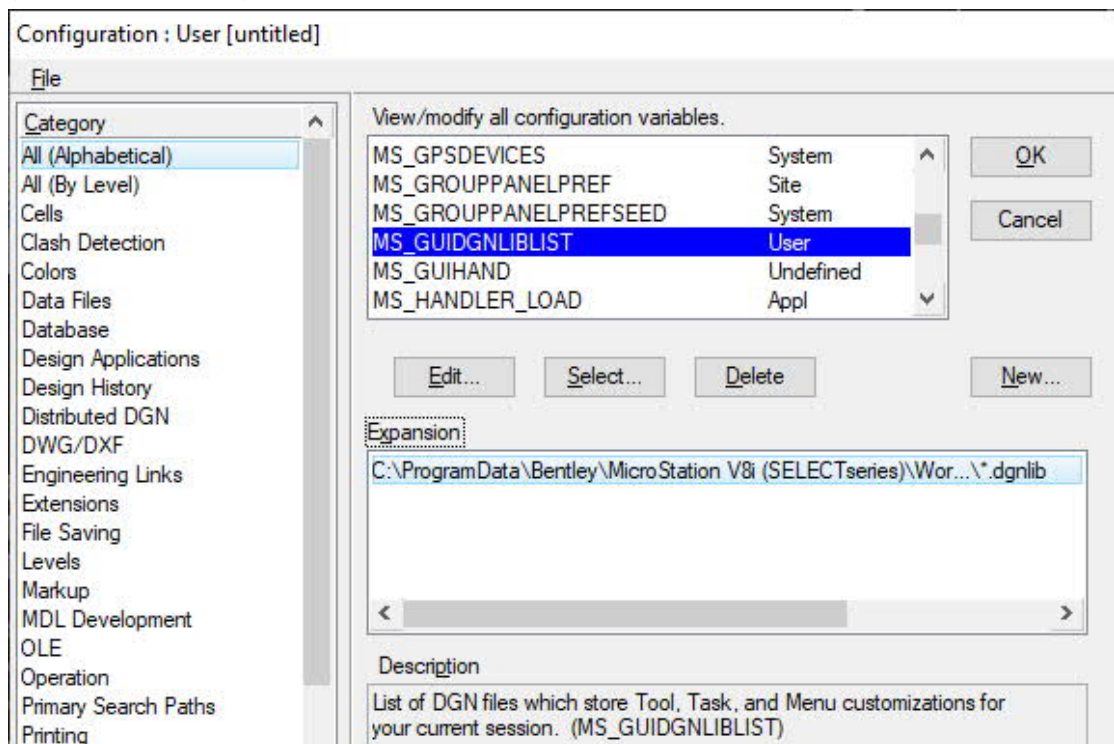 Configuration : User [untitled]
File
Category
All (Alphabetical)
All (By Level)
Cells
Clash Detection
Colors
Data Files
Database
Design Applications
Design History
Distributed DGN
DWG/DXF
Engineering Links
Extensions
File Saving
Levels
Markup
MDL Development
OLE
Operation
Primary Search Paths
Printing
View/modify all configuration variables.
MS_GPSDEVICES System
MS_GROUPPANELPREF Site
MS_GROUPPANELPREFSEED System
MS_GUIDGNLIBLIST User
MS_GUIHAND Undefined
MS_HANDLER_LOAD Appl
OK
Cancel
Edit... Select... Delete New...
Expansion
C:\ProgramData\Bentley\MicroStation V8i (SELECTseries)\Wor...\*.dgnlib
Description
List of DGN files which store Tool, Task, and Menu customizations for
your current session. (MS_GUIDGNLIBLIST)